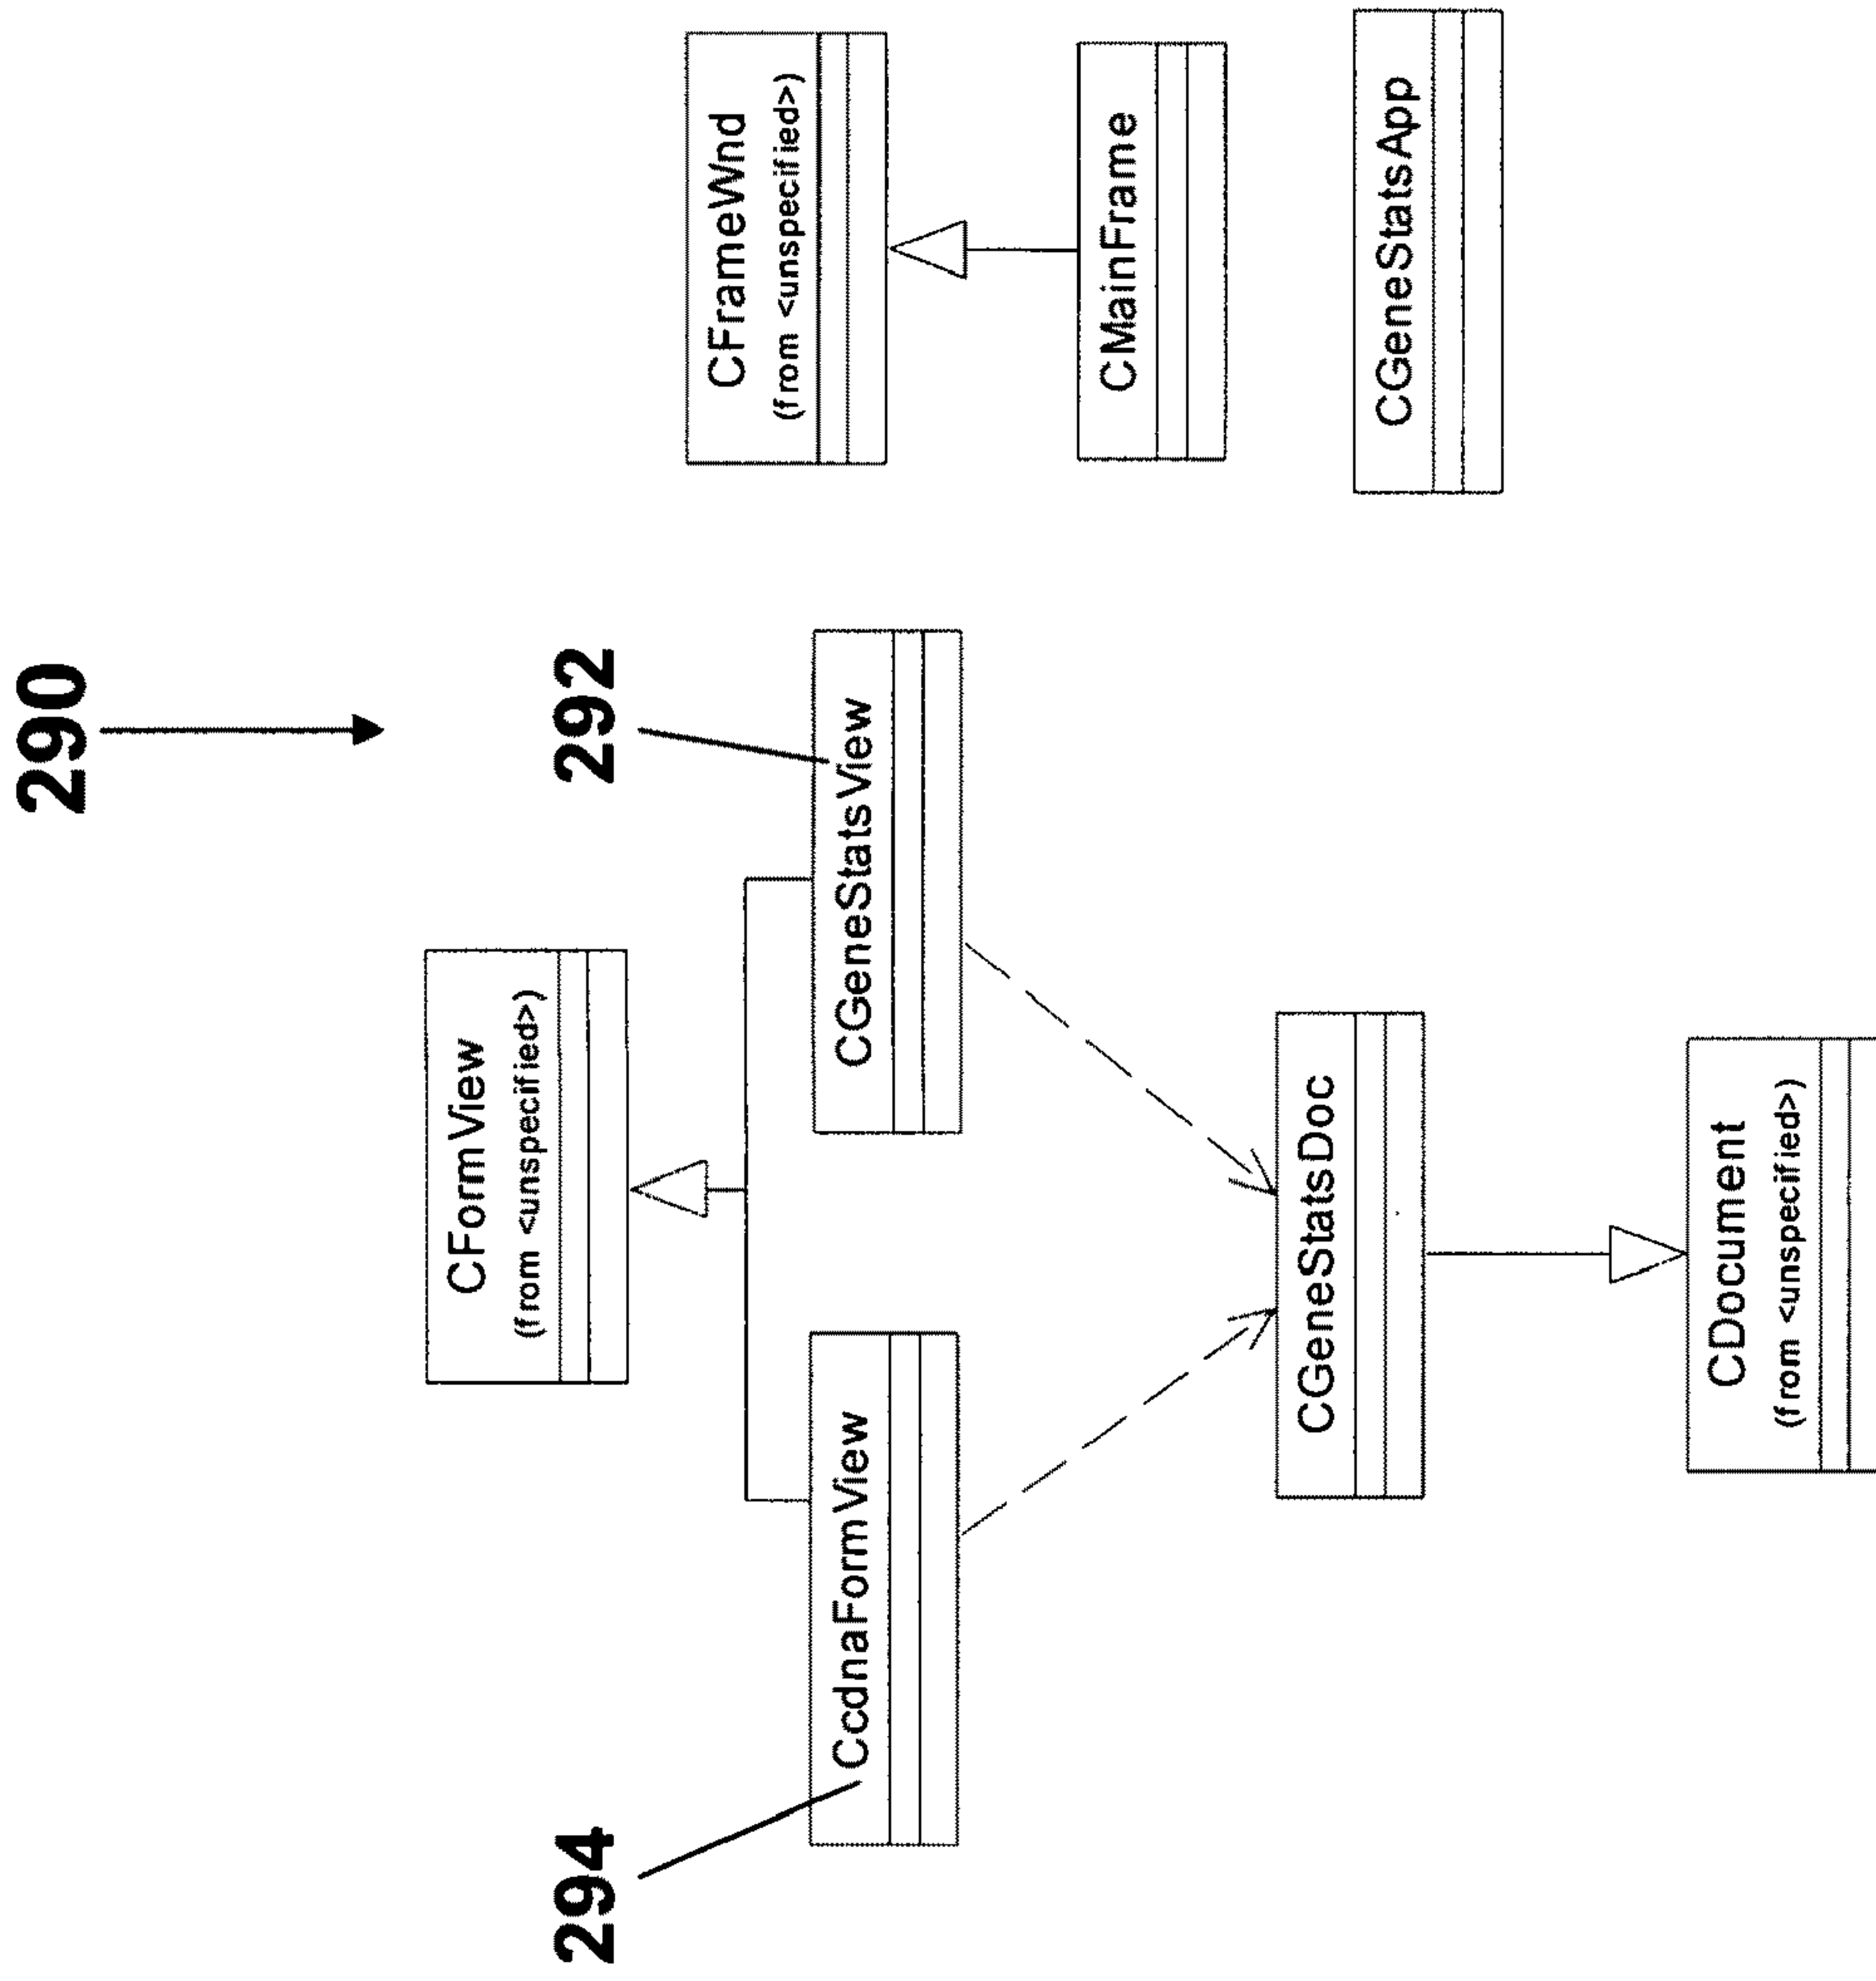 290
CFormView
(from <unspecified>)
294
292
CFrameWnd
(from <unspecified>)
CcdnaFormView
CGeneStatsView
CMainFrame
CGeneStatsDoc
CGeneStatsApp
CDocument
(from <unspecified>)